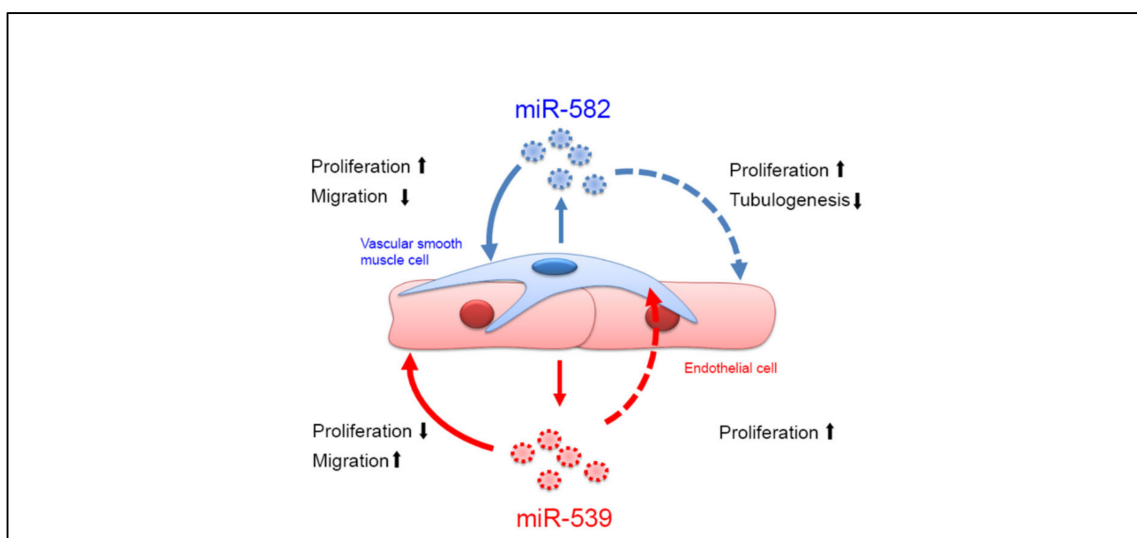 miR-582
Proliferation ⬆
Migration ⬇
Proliferation ⬆
Tubulogenesis⬇
Vascular smooth
muscle cell
Endothelial cell
Proliferation ⬇
Migration⬆
Proliferation ⬆
miR-539